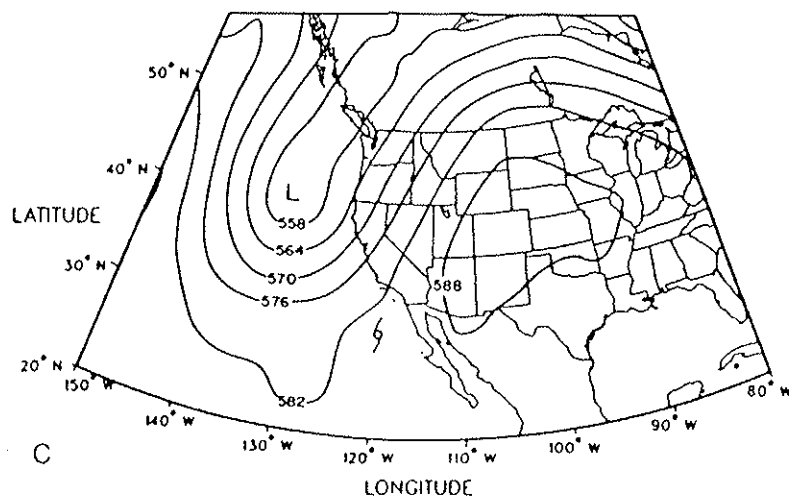 50° N
40° N
L
LATITUDE
558
564
30° N
570
588
576
20° N
150° W
582
80° W
140° W
90° W
130° W
120° W
110° W
100° W
C
LONGITUDE